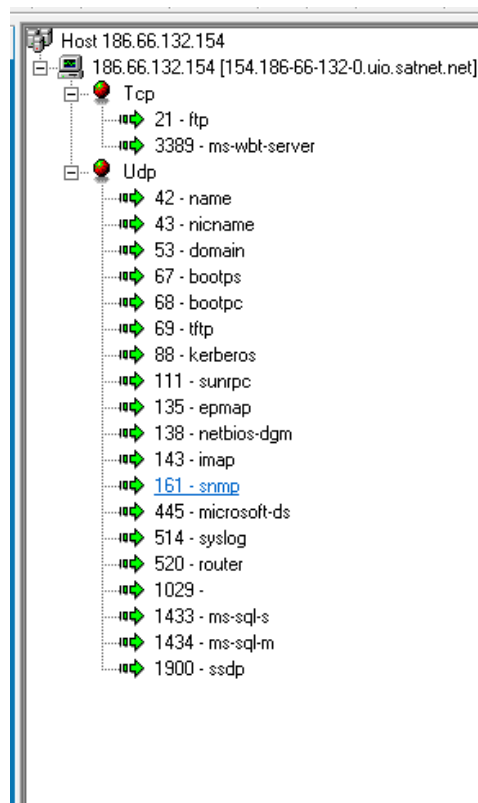 Host 186.66.132.154
186.66.132.154 [154.186-66-132-0.uio.satnet.net]
Tcp
21 - ftp
3389 - ms-wbt-server
Udp
42 - name
43 - nicname
53 - domain
67 - bootps
68 - bootpc
69 - tftp
88 - kerberos
111 - sunrpc
135 - epmap
138 - netbios-dgm
143 - imap
161 - snmp
445 - microsoft-ds
514 - syslog
520 - router
1029 -
1433 - ms-sql-s
1434 - ms-sql-m
1900 - ssdp